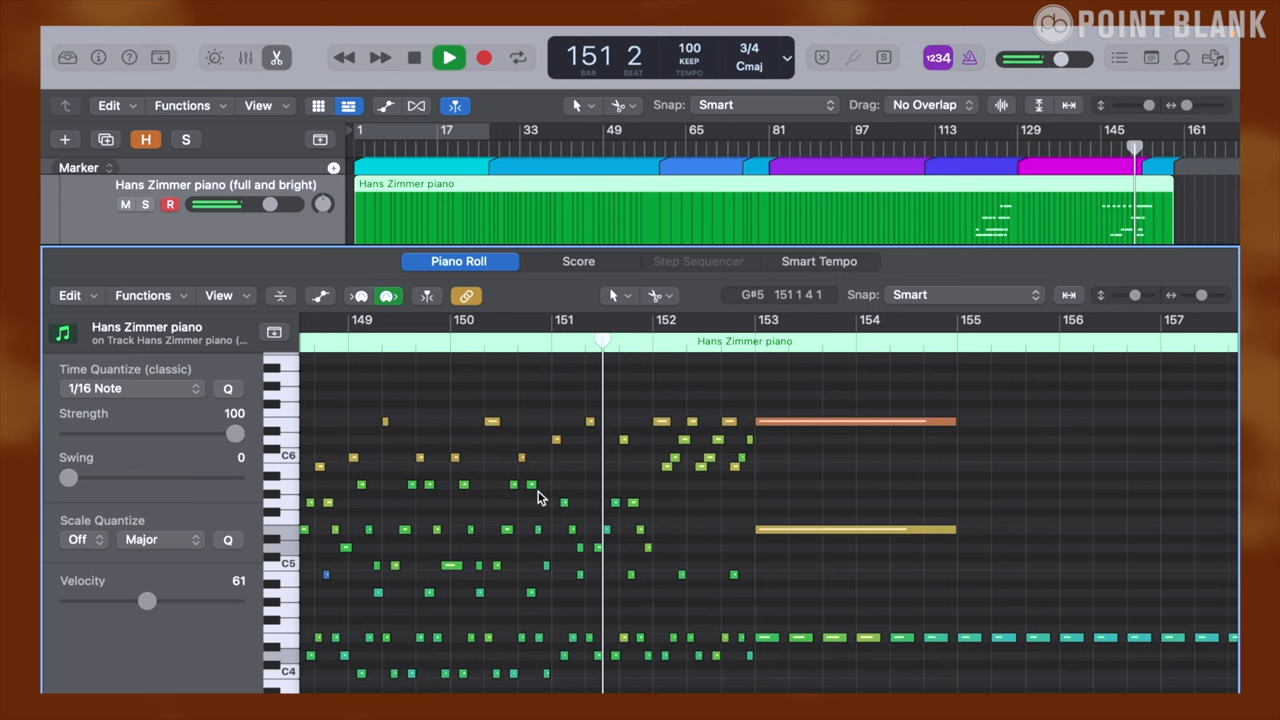 POINT BLANK
1234
151 2
BAR BEAT
100
KEEP
TEMPO
3/4
Cmaj
Edit Functions View Snap: Smart Drag: No Overlap
H S
1 17 33 49 65 81 97 113 129 145 161
Marker
Hans Zimmer piano (full and bright)
M S R
Hans Zimmer piano
Piano Roll Score Step Sequencer Smart Tempo
Edit Functions View G#5 151 1 4 1 Snap: Smart
149 150 151 152 153 154 155 156 157
Hans Zimmer piano
on Track Hans Zimmer piano (...
Hans Zimmer piano
Time Quantize (classic)
1/16 Note Q
Strength 100
Swing 0
Scale Quantize
Off Major Q
Velocity 61
C6
C5
C4